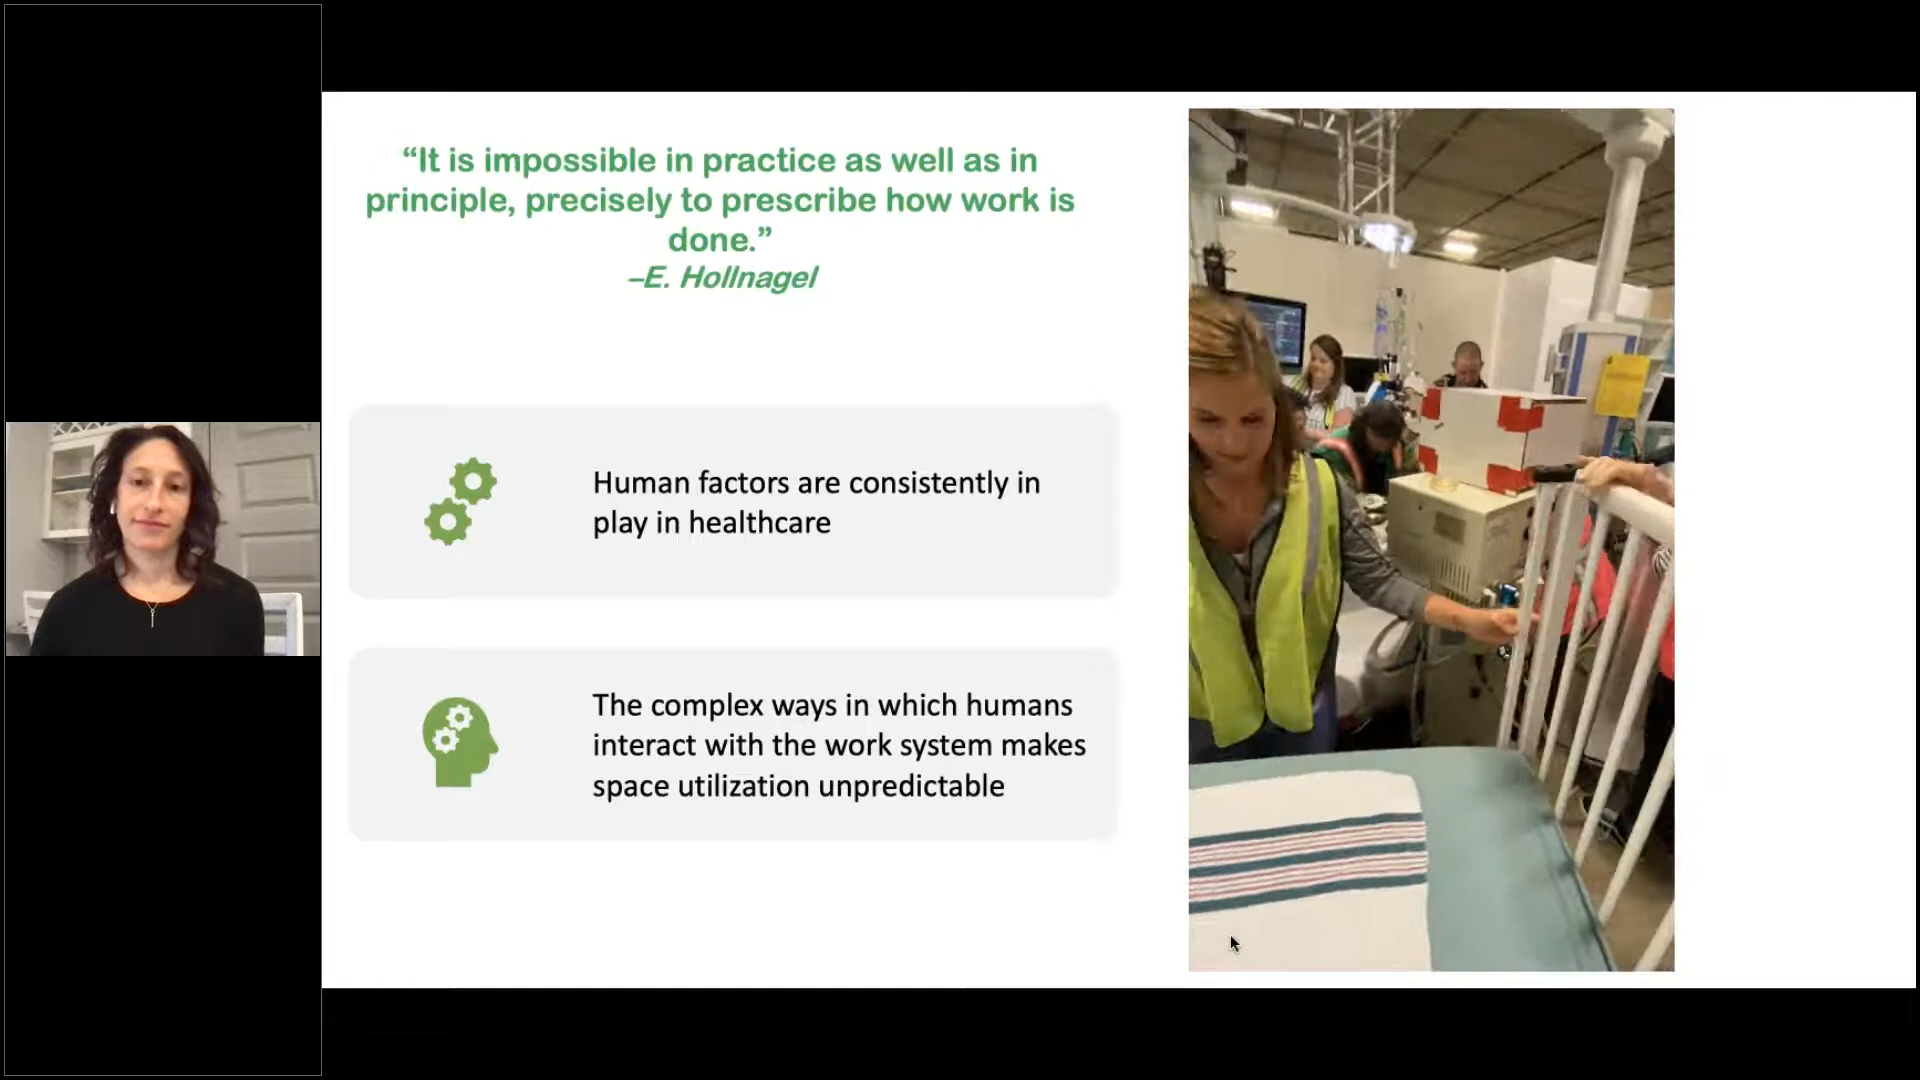 “It is impossible in practice as well as in
principle, precisely to prescribe how work is
done.”
–E. Hollnagel
Human factors are consistently in
play in healthcare
The complex ways in which humans
interact with the work system makes
space utilization unpredictable